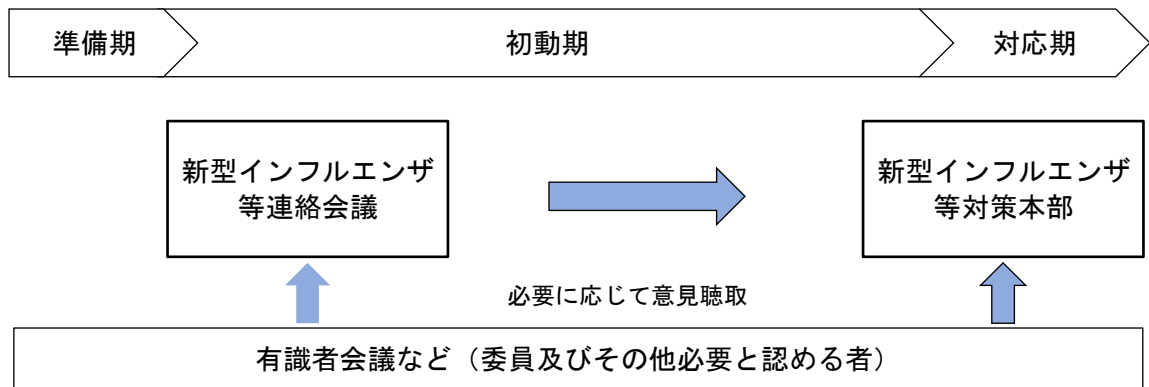 準備期
初動期
対応期
新型インフルエンザ
等連絡会議
新型インフルエンザ
等対策本部
必要に応じて意見聴取
有識者会議など（委員及びその他必要と認める者）